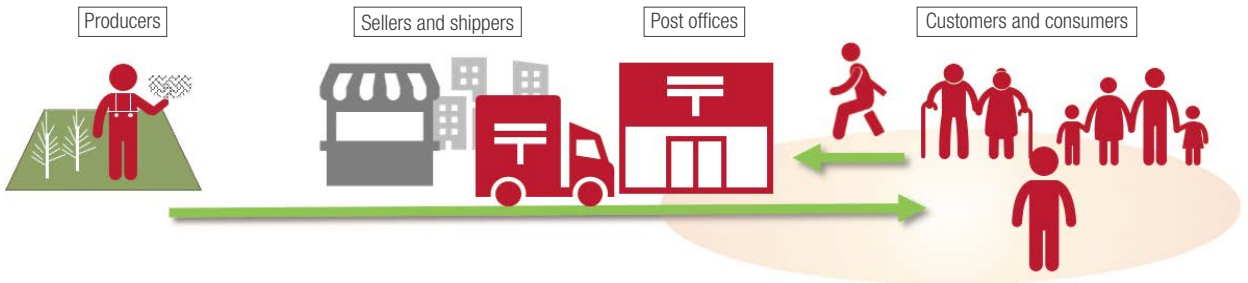 Producers
Sellers and shippers
Post offices
Customers and consumers